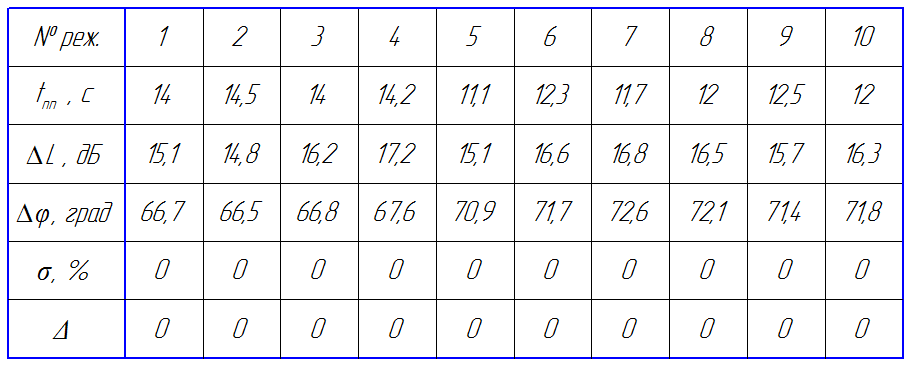 № реж. 1 2 3 4 5 6 7 8 9 10
tпп , с 14 14,5 14 14,2 11,1 12,3 11,7 12 12,5 12
ΔL , дБ 15,1 14,8 16,2 17,2 15,1 16,6 16,8 16,5 15,7 16,3
Δφ, град 66,7 66,5 66,8 67,6 70,9 71,7 72,6 72,1 71,4 71,8
σ, % 0 0 0 0 0 0 0 0 0 0
Δ 0 0 0 0 0 0 0 0 0 0